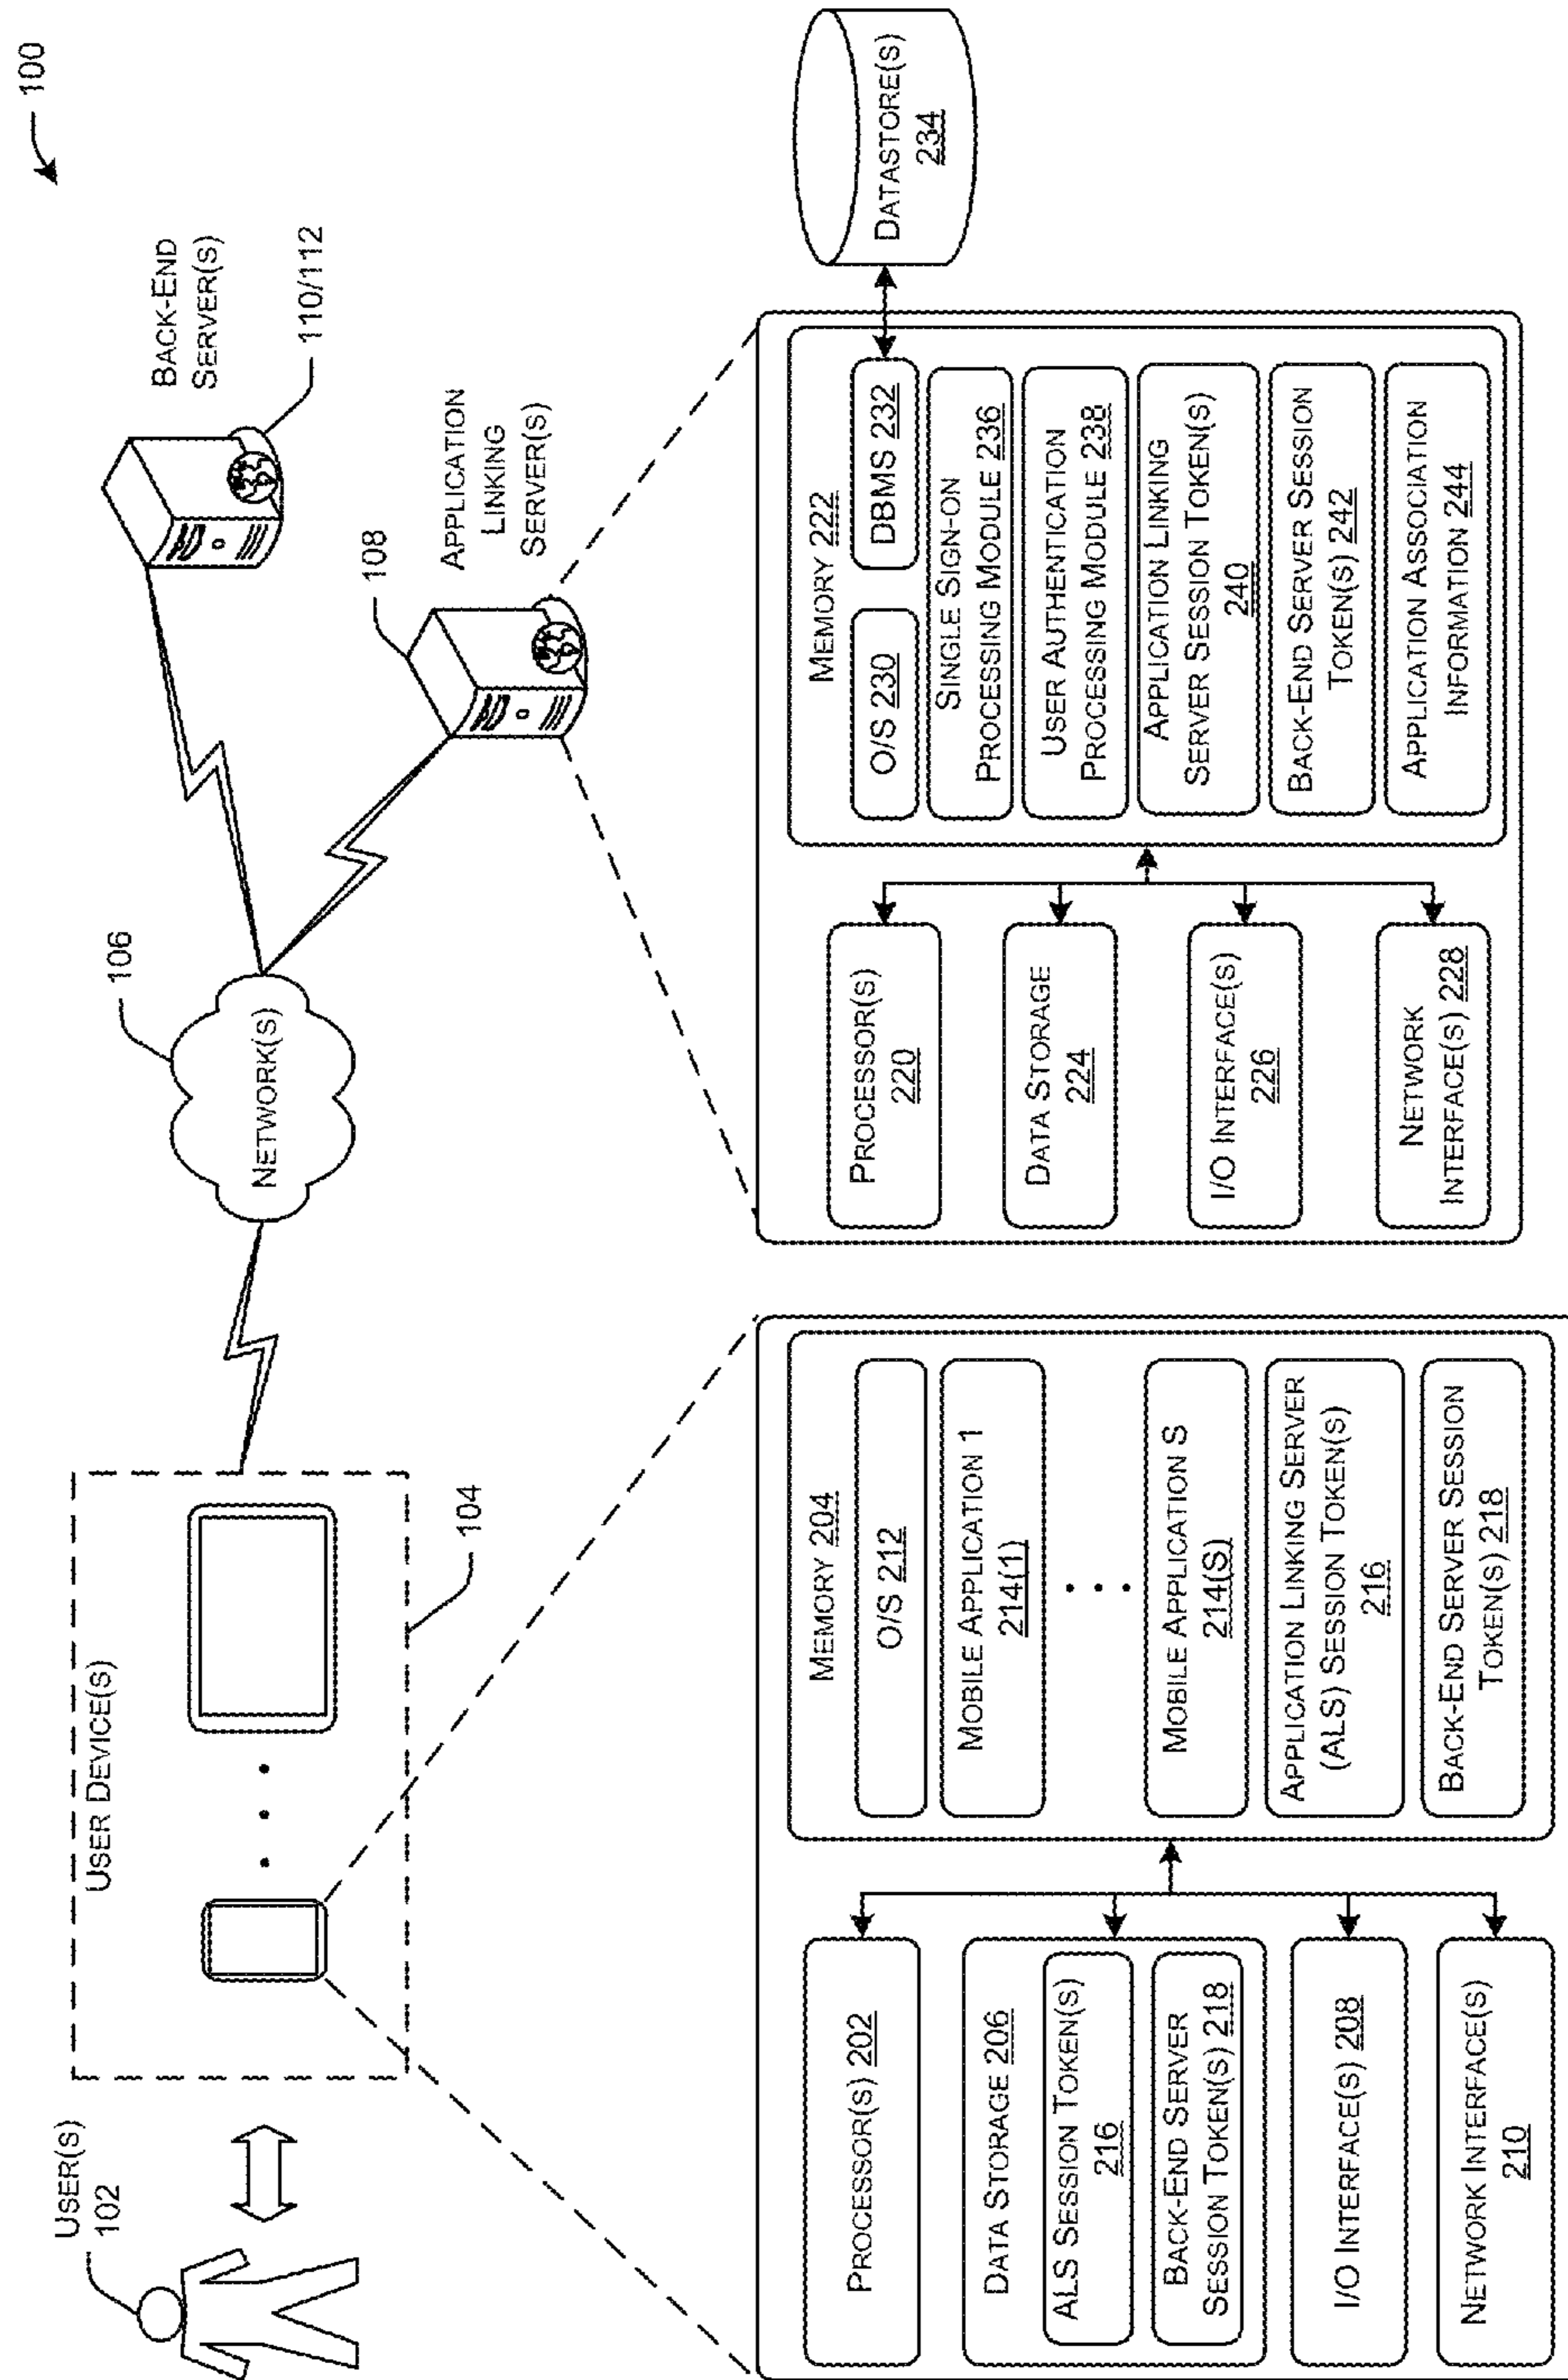 100
USER(S)
102
USER DEVICE(S)
104
NETWORK(S)
106
BACK-END
SERVER(S)
110/112
108
APPLICATION
LINKING
SERVER(S)
PROCESSOR(S) 202
DATA STORAGE 206
ALS SESSION TOKEN(S)
216
BACK-END SERVER
SESSION TOKEN(S) 218
I/O INTERFACE(S) 208
NETWORK INTERFACE(S)
210
MEMORY 204
O/S 212
MOBILE APPLICATION 1
214(1)
MOBILE APPLICATION S
214(S)
APPLICATION LINKING SERVER
(ALS) SESSION TOKEN(S)
216
BACK-END SERVER SESSION
TOKEN(S) 218
PROCESSOR(S)
220
DATA STORAGE
224
I/O INTERFACE(S)
226
NETWORK
INTERFACE(S) 228
MEMORY 222
O/S 230
DBMS 232
SINGLE SIGN-ON
PROCESSING MODULE 236
USER AUTHENTICATION
PROCESSING MODULE 238
APPLICATION LINKING
SERVER SESSION TOKEN(S)
240
BACK-END SERVER SESSION
TOKEN(S) 242
APPLICATION ASSOCIATION
INFORMATION 244
DATASTORE(S)
234